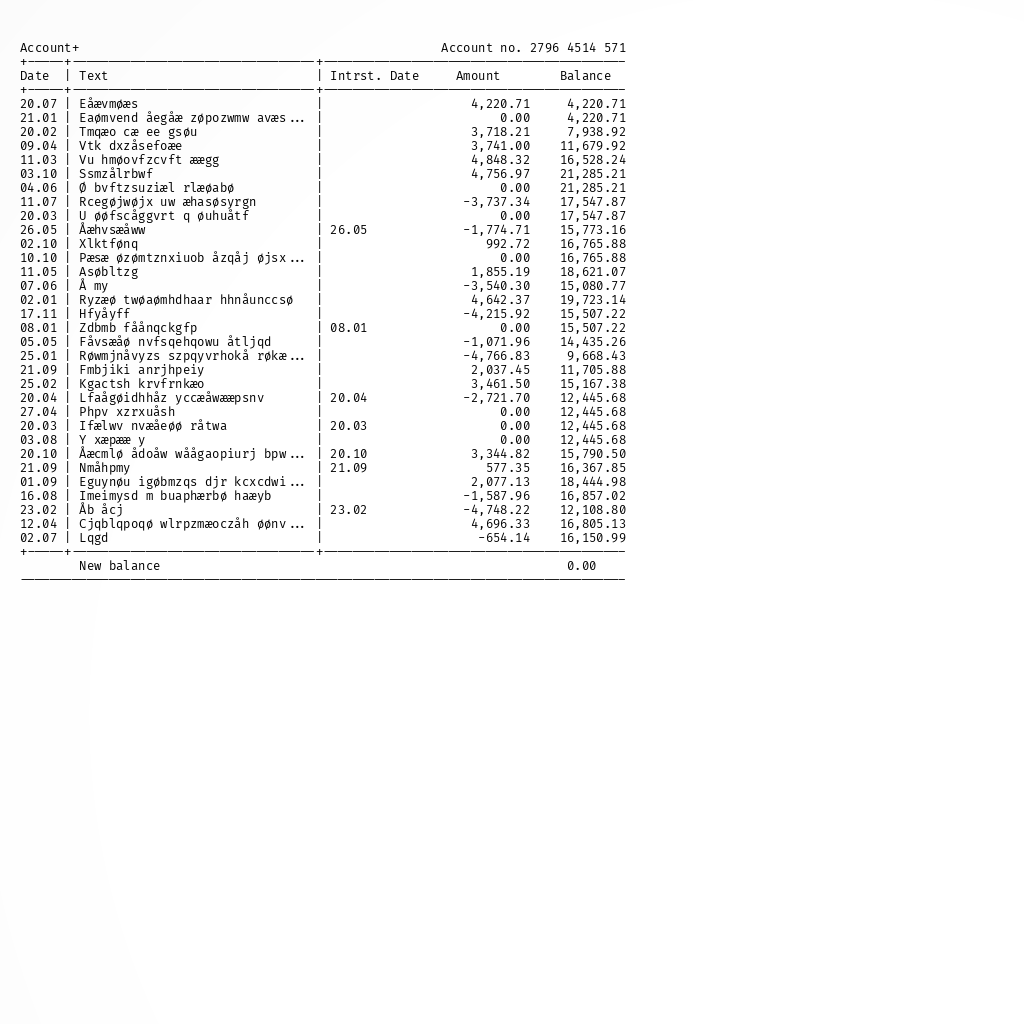 Account+ Account no. 2796 4514 571
Date | Text | Intrst. Date Amount Balance
20.07 | Eåævmøæs | 4,220.71 4,220.71
21.01 | Eaømvend åegåæ zøpozwmw avæs... | 0.00 4,220.71
20.02 | Tmqæo cæ ee gsøu | 3,718.21 7,938.92
09.04 | Vtk dxzåsefoæe | 3,741.00 11,679.92
11.03 | Vu hmøovfzcvft æægg | 4,848.32 16,528.24
03.10 | Ssmzålrbwf | 4,756.97 21,285.21
04.06 | Ø bvftzsuziæl rlæøabø | 0.00 21,285.21
11.07 | Rcegøjwøjx uw æhasøsyrgn | -3,737.34 17,547.87
20.03 | U øøfscåggvrt q øuhuåtf | 0.00 17,547.87
26.05 | Åæhvsæåww | 26.05 -1,774.71 15,773.16
02.10 | Xlktfønq | 992.72 16,765.88
10.10 | Pæsæ øzømtznxiuob åzqåj øjsx... | 0.00 16,765.88
11.05 | Asøbltzg | 1,855.19 18,621.07
07.06 | Å my | -3,540.30 15,080.77
02.01 | Ryzæø twøaømhdhaar hhnåunccsø | 4,642.37 19,723.14
17.11 | Hfyåyff | -4,215.92 15,507.22
08.01 | Zdbmb fåånqckgfp | 08.01 0.00 15,507.22
05.05 | Fåvsæåø nvfsqehqowu åtljqd | -1,071.96 14,435.26
25.01 | Røwmjnåvyzs szpqyvrhokå røkæ... | -4,766.83 9,668.43
21.09 | Fmbjiki anrjhpeiy | 2,037.45 11,705.88
25.02 | Kgactsh krvfrnkæo | 3,461.50 15,167.38
20.04 | Lfaågøidhhåz yccæåwææpsnv | 20.04 -2,721.70 12,445.68
27.04 | Phpv xzrxuåsh | 0.00 12,445.68
20.03 | Ifælwv nvæåeøø råtwa | 20.03 0.00 12,445.68
03.08 | Y xæpææ y | 0.00 12,445.68
20.10 | Åæcmlø ådoåw wåågaopiurj bpw... | 20.10 3,344.82 15,790.50
21.09 | Nmåhpmy | 21.09 577.35 16,367.85
01.09 | Eguynøu igøbmzqs djr kcxcdwi... | 2,077.13 18,444.98
16.08 | Imeimysd m buaphærbø haæyb | -1,587.96 16,857.02
23.02 | Åb åcj | 23.02 -4,748.22 12,108.80
12.04 | Cjqblqpoqø wlrpzmæoczåh øønv... | 4,696.33 16,805.13
02.07 | Lqgd | -654.14 16,150.99
New balance 0.00